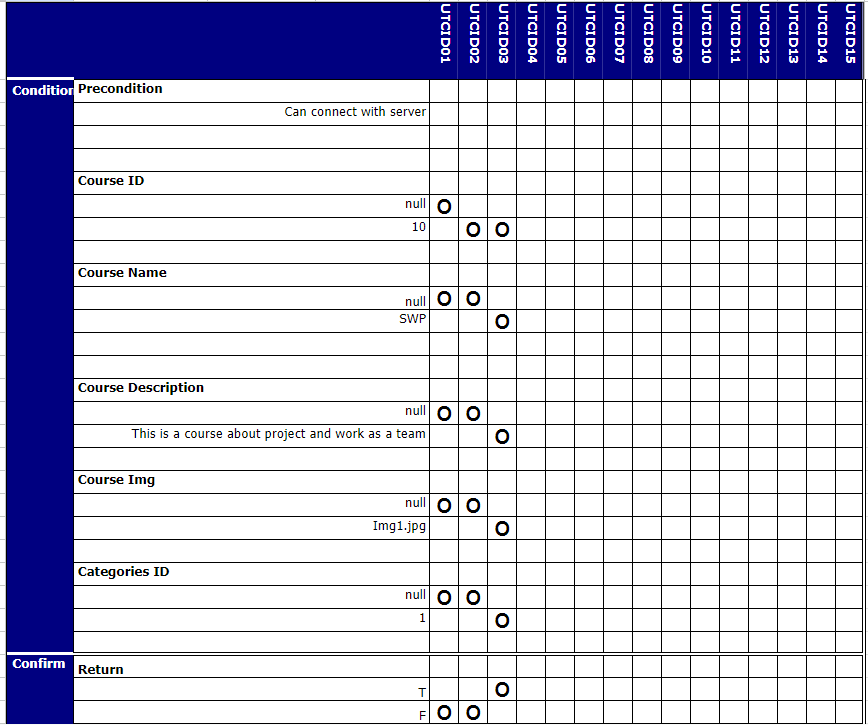 UTCID01 UTCID02 UTCID03 UTCID04 UTCID05 UTCID06 UTCID07 UTCID08 UTCID09 UTCID10 UTCID11 UTCID12 UTCID13 UTCID14 UTCID15
Condition Precondition
Can connect with server
Course ID
null O
10 O O
Course Name
null O O
SWP O
Course Description
null O O
This is a course about project and work as a team O
Course Img
null O O
Img1.jpg O
Categories ID
null O O
1 O
Confirm Return
T O
F O O